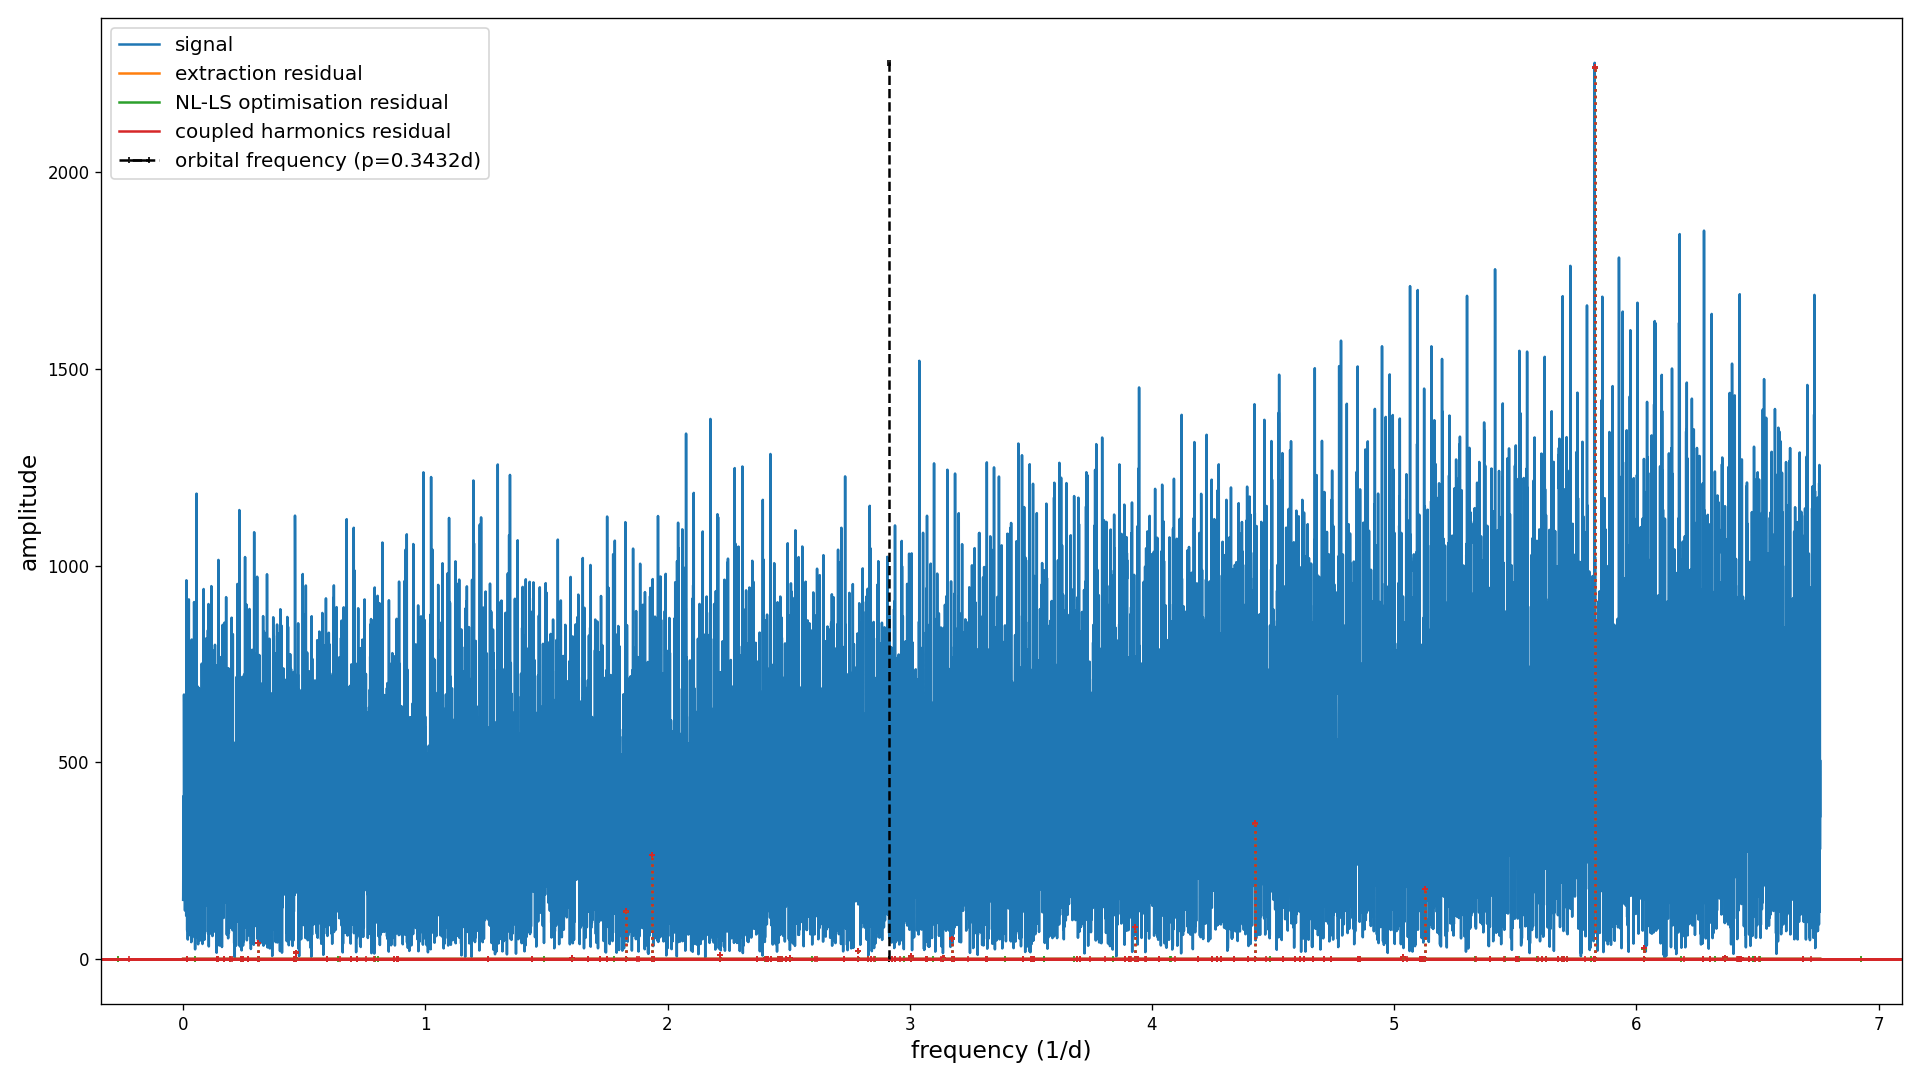 signal
extraction residual
NL-LS optimisation residual
coupled harmonics residual
orbital frequency (p=0.3432d)
2000
1500
1000
500
0
amplitude
0 1 2 3 4 5 6 7
frequency (1/d)